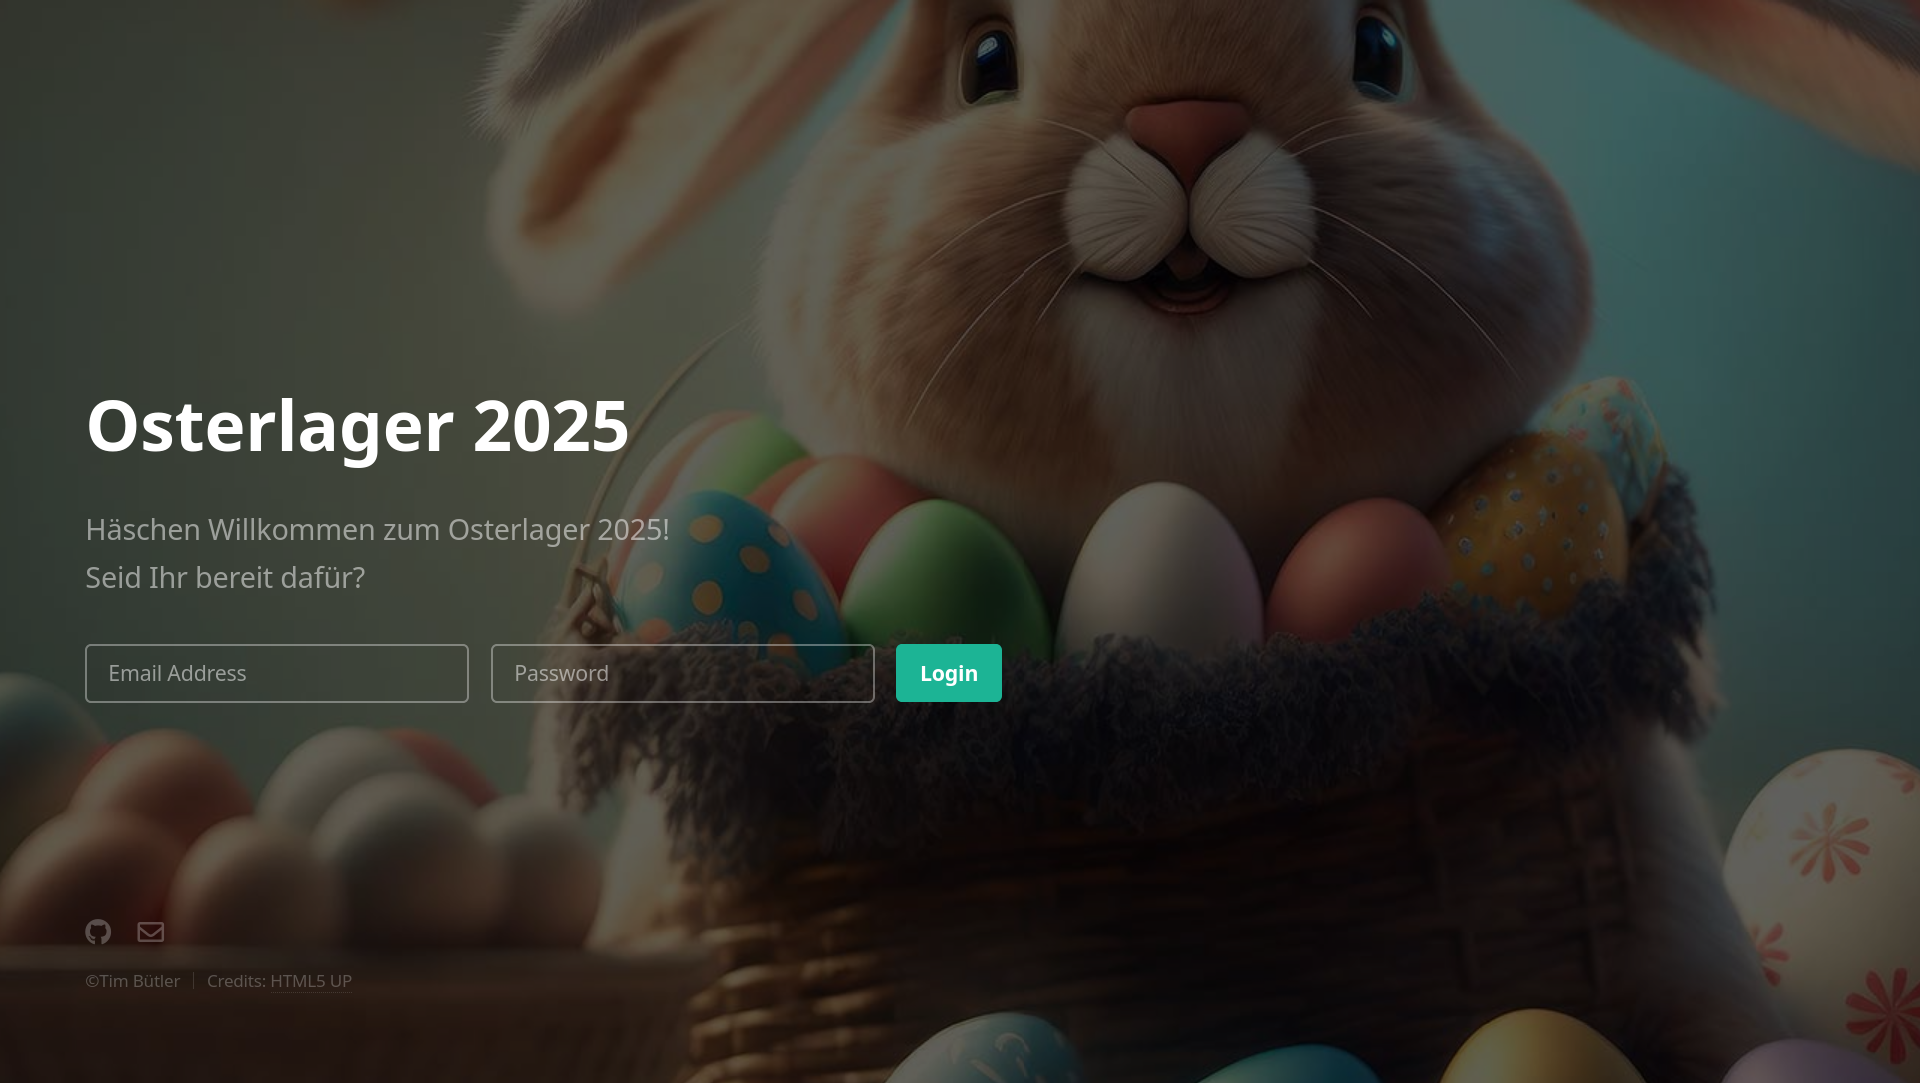 Osterlager 2025
Häschen Willkommen zum Osterlager 2025!
Seid Ihr bereit dafür?
Email Address
Password
Login
©Tim Bütler
Credits: HTML5 UP